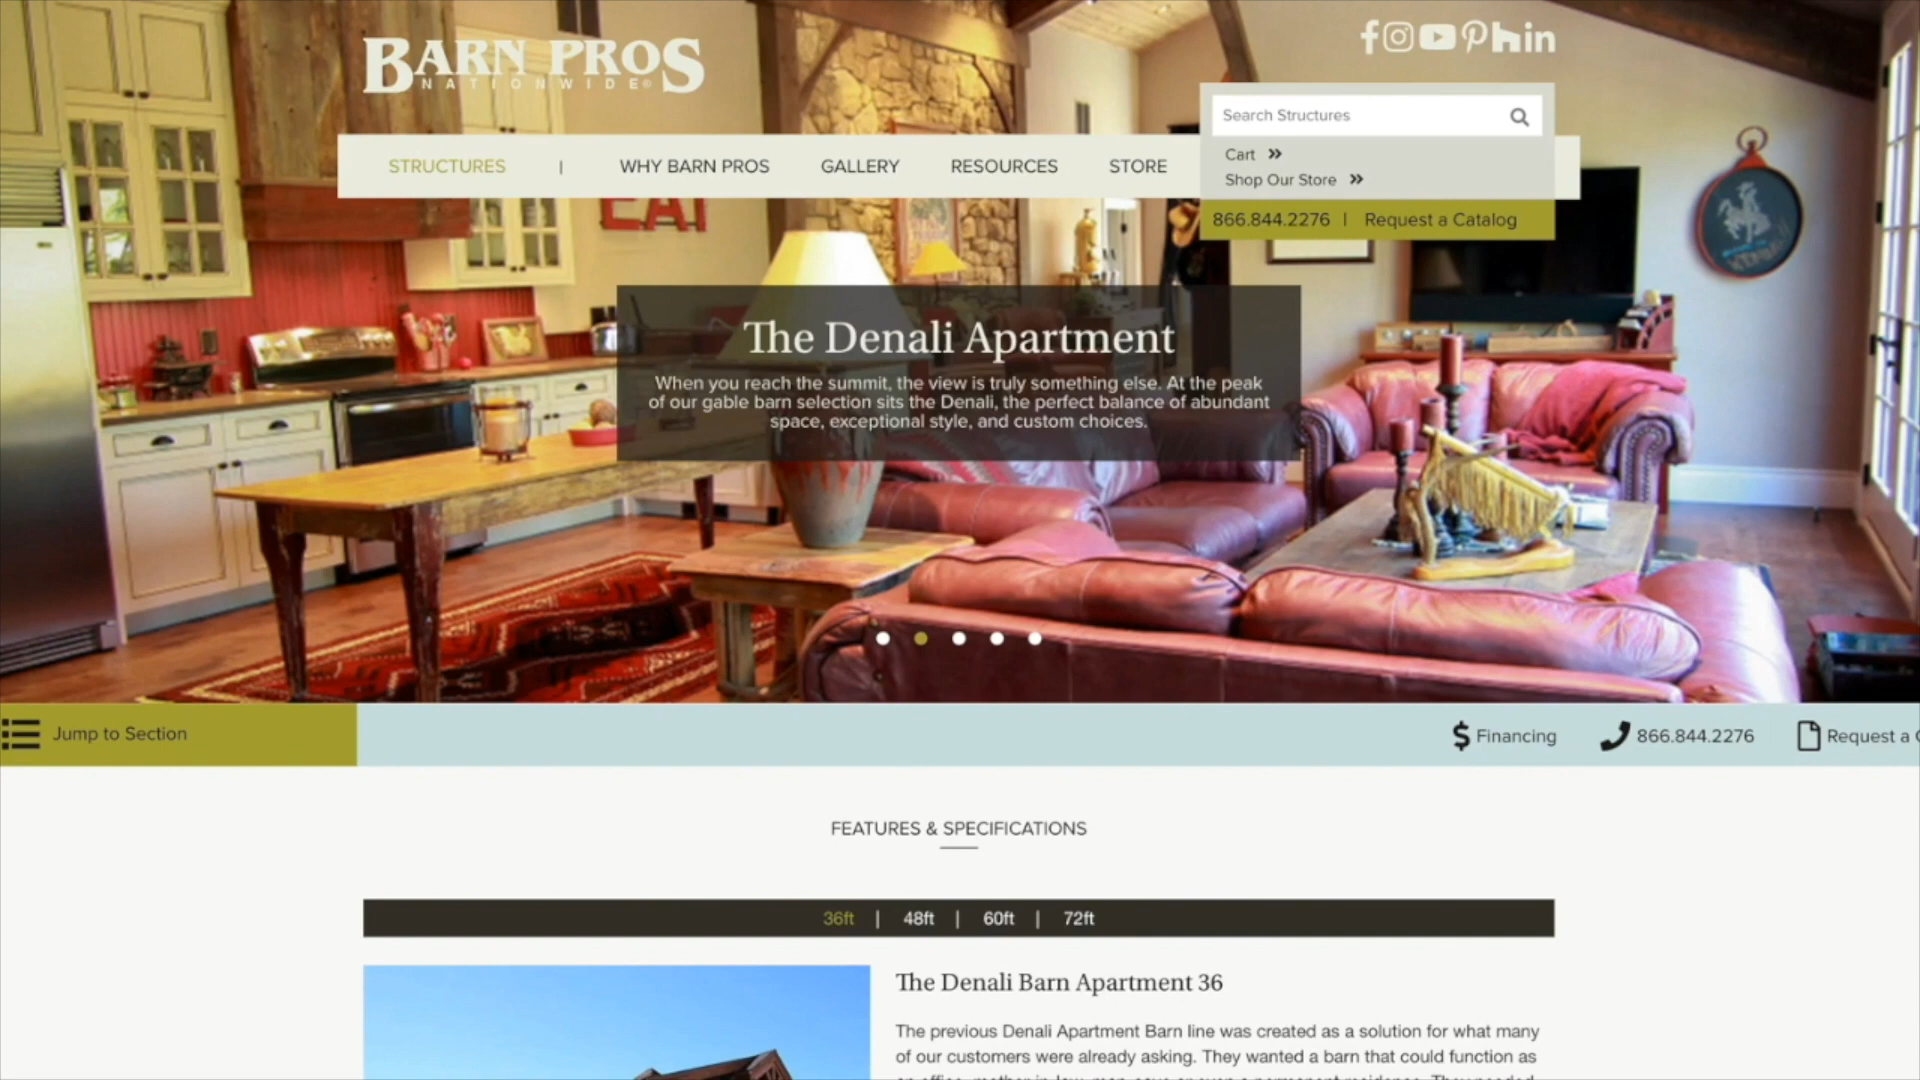 BARN PROS
NATIONWIDE®
Search Structures
Cart
Shop Our Store
STRUCTURES | WHY BARN PROS GALLERY RESOURCES STORE
866.844.2276 | Request a Catalog
EAT
The Denali Apartment
When you reach the summit, the view is truly something else. At the peak
of our gable barn selection sits the Denali, the perfect balance of abundant
space, exceptional style, and custom choices.
Jump to Section
Financing 866.844.2276 Request a
FEATURES & SPECIFICATIONS
36ft | 48ft | 60ft | 72ft
The Denali Barn Apartment 36
The previous Denali Apartment Barn line was created as a solution for what many
of our customers were already asking. They wanted a barn that could function as